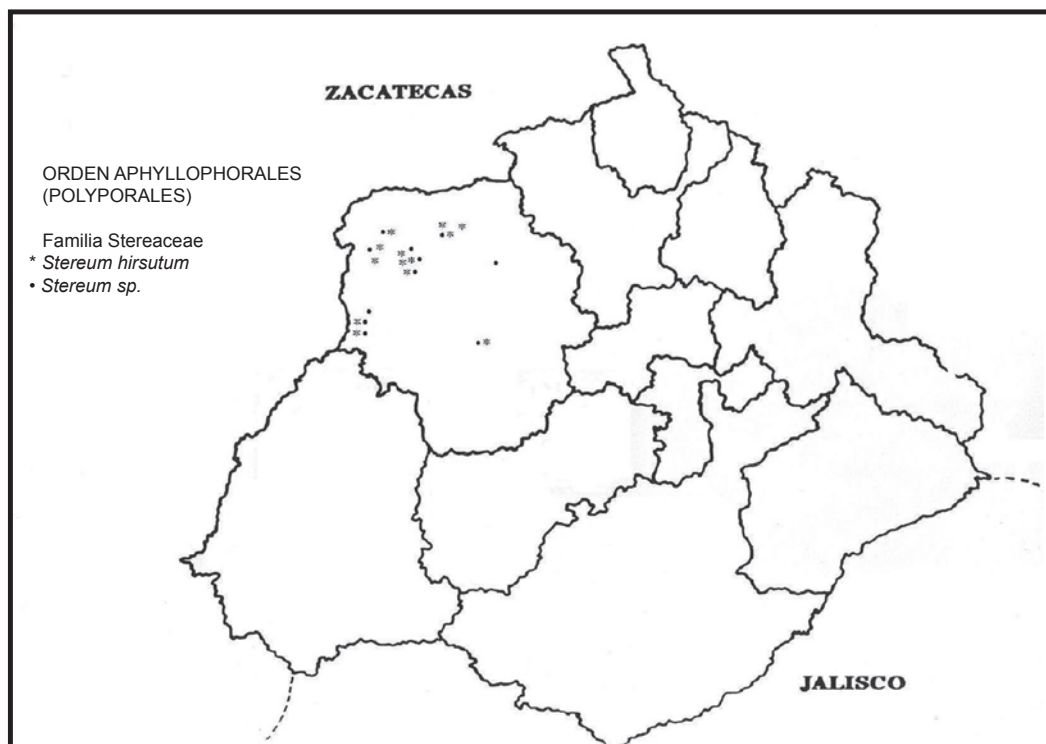 ZACATECAS
ORDEN APHYLLOPHORALES
(POLYPORALES)
Familia Stereaceae
* Stereum hirsutum
• Stereum sp.
JALISCO